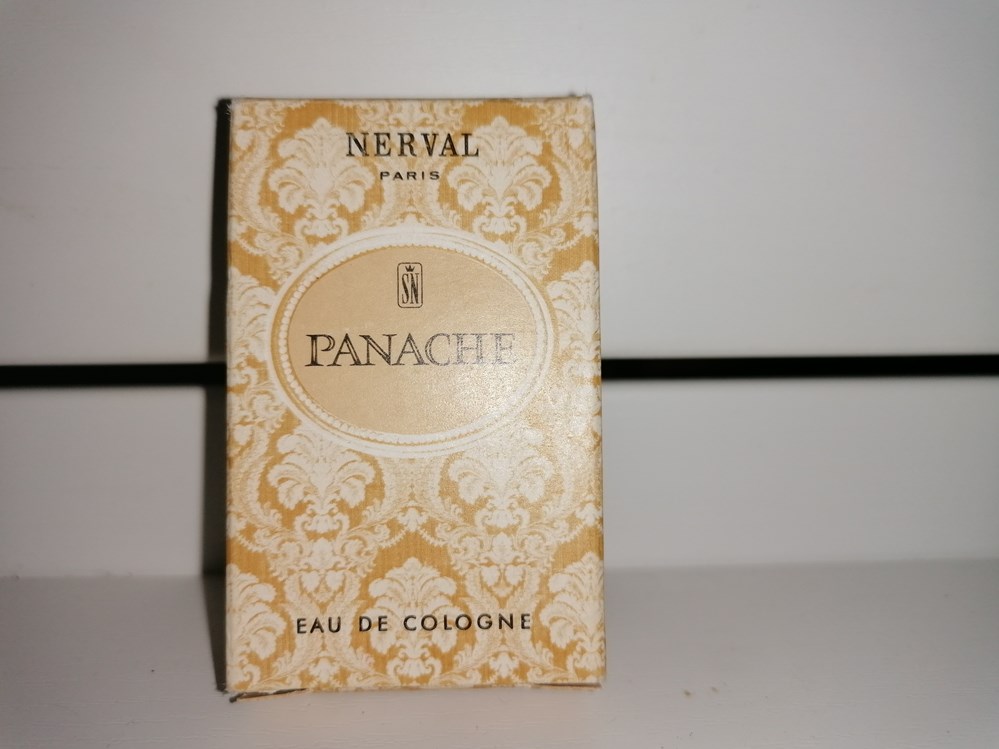 NERVAL
PARIS
SN
PANACHE
EAU DE COLOGNE